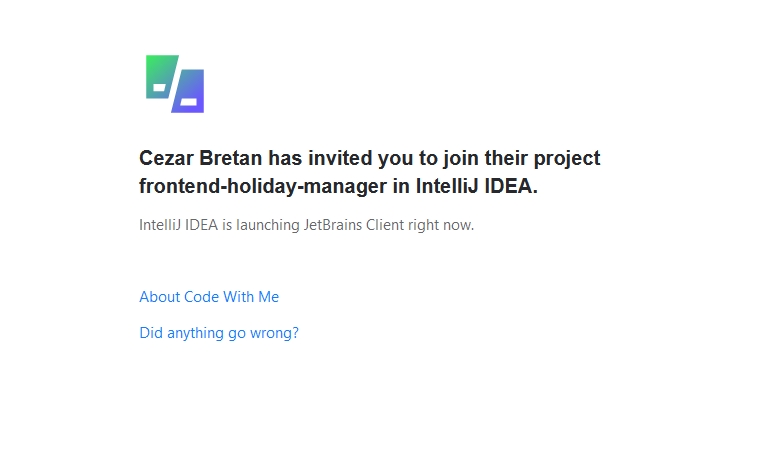 Cezar Bretan has invited you to join their project
frontend-holiday-manager in IntelliJ IDEA.
IntelliJ IDEA is launching JetBrains Client right now.
About Code With Me
Did anything go wrong?